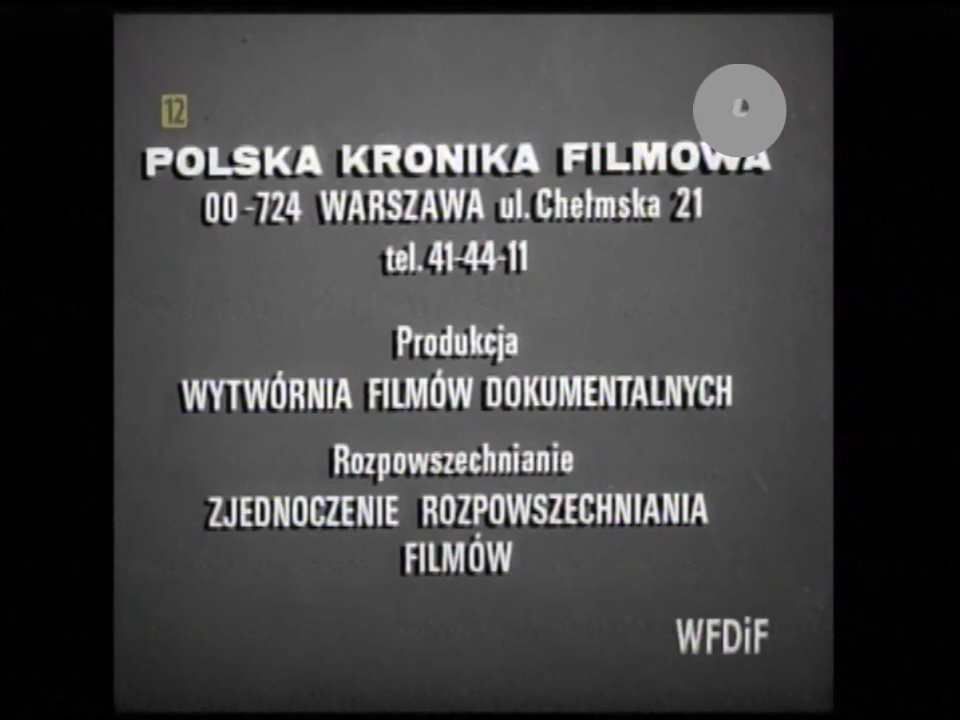 12
POLSKA KRONIKA FILMOWA
00-724 WARSZAWA ul. Chełmska 21
tel. 41-44-11
Produkcja
WYTWÓRNIA FILMÓW DOKUMENTALNYCH
Rozpowszechnianie
ZJEDNOCZENIE ROZPOWSZECHNIANIA
FILMÓW
WFDiF